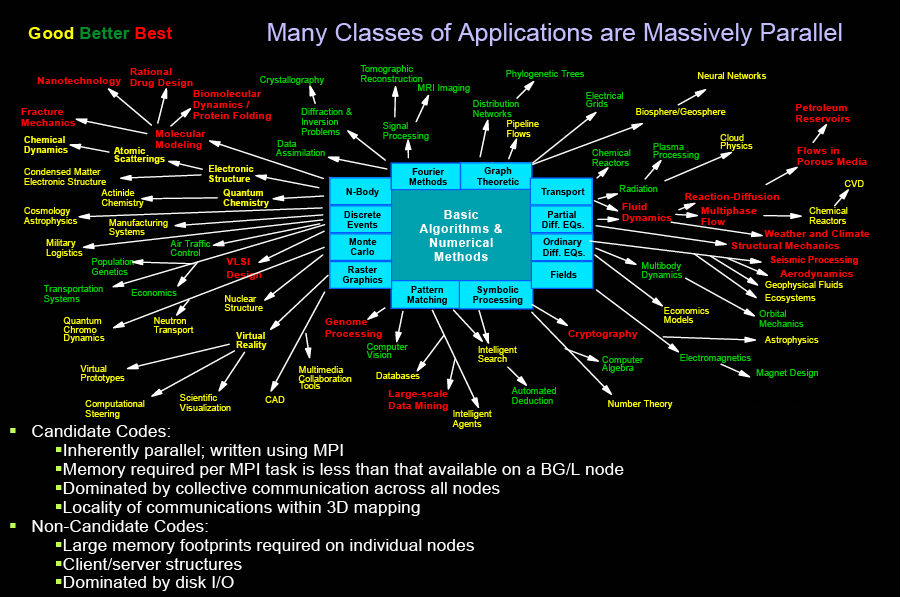 Good Better Best
Many Classes of Applications are Massively Parallel
Nanotechnology
Rational
Drug Design
Biomolecular
Dynamics /
Protein Folding
Fracture
Mechanics
Molecular
Modeling
Chemical
Dynamics
Atomic
Scatterings
Condensed Matter
Electronic Structure
Electronic
Structure
Actinide
Chemistry
Quantum
Chemistry
Cosmology
Astrophysics
Manufacturing
Systems
Military
Logistics
Air Traffic
Control
Population
Genetics
VLSI
Design
Transportation
Systems
Economics
Nuclear
Structure
Quantum
Chromo
Dynamics
Neutron
Transport
Virtual
Reality
Virtual
Prototypes
Computational
Steering
Scientific
Visualization
CAD
Multimedia
Collaboration
Tools
Crystallography
Tomographic
Reconstruction
MRI Imaging
Diffraction &
Inversion
Problems
Signal
Processing
Data
Assimilation
Phylogenetic Trees
Distribution
Networks
Pipeline
Flows
Electrical
Grids
Neural Networks
Biosphere/Geosphere
Fourier
Methods
Graph
Theoretic
N-Body
Discrete
Events
Monte
Carlo
Raster
Graphics
Basic
Algorithms &
Numerical
Methods
Transport
Partial
Diff. EQs.
Ordinary
Diff. EQs.
Fields
Pattern
Matching
Symbolic
Processing
Chemical
Reactors
Plasma
Processing
Cloud
Physics
Petroleum
Reservoirs
Flows in
Porous Media
Radiation
Reaction-Diffusion
CVD
Fluid
Dynamics
Multiphase
Flow
Chemical
Reactors
Weather and Climate
Structural Mechanics
Seismic Processing
Aerodynamics
Geophysical Fluids
Ecosystems
Multibody
Dynamics
Economics
Models
Orbital
Mechanics
Astrophysics
Electromagnetics
Magnet Design
Genome
Processing
Computer
Vision
Databases
Large-scale
Data Mining
Intelligent
Search
Intelligent
Agents
Automated
Deduction
Cryptography
Computer
Algebra
Number Theory
▪ Candidate Codes:
▪Inherently parallel; written using MPI
▪Memory required per MPI task is less than that available on a BG/L node
▪Dominated by collective communication across all nodes
▪Locality of communications within 3D mapping
▪ Non-Candidate Codes:
▪Large memory footprints required on individual nodes
▪Client/server structures
▪Dominated by disk I/O